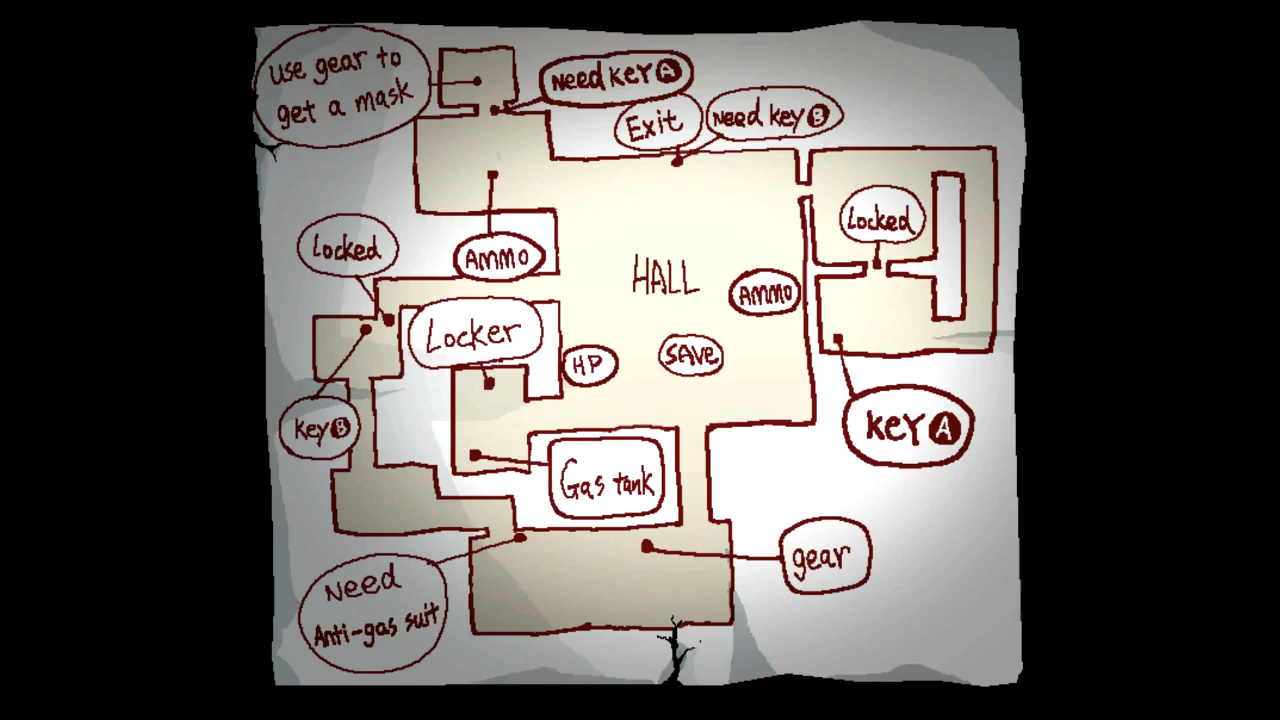 use gear to
get a mask
Need key A
Exit
Need key B
Locked
Locked
AMMO
HALL
AMMO
Locker
HP
SAVE
key B
key A
Gas tank
gear
Need
Anti-gas suit